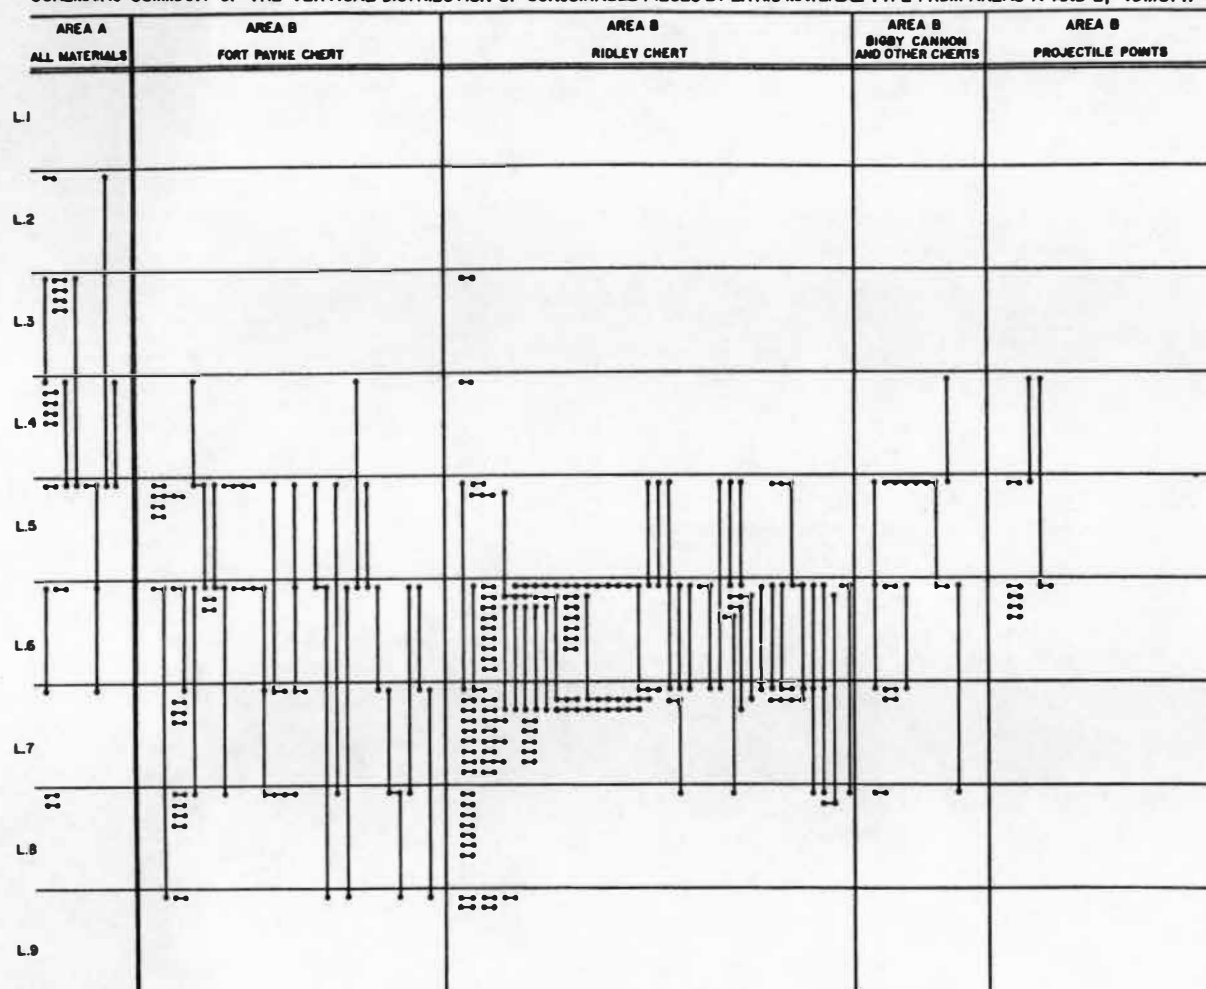 AREA A
ALL MATERIALS
AREA B
FORT PAYNE CHERT
AREA B
RIDLEY CHERT
AREA B
BIGBY CANNON
AND OTHER CHERTS
AREA B
PROJECTILE POINTS
L.1
L.2
L.3
L.4
L.5
L.6
L.7
L.8
L.9